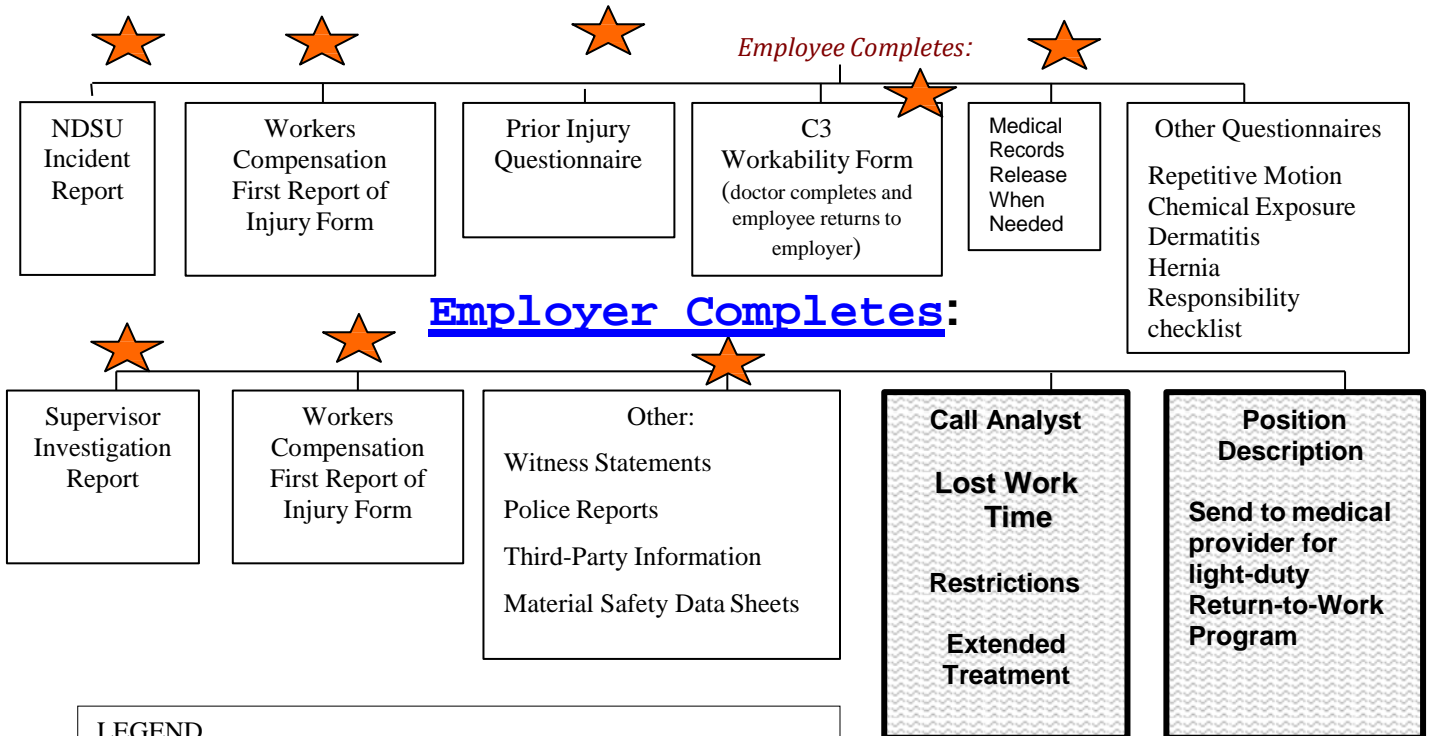 Employee Completes:
NDSU
Incident
Report
Workers
Compensation
First Report of
Injury Form
Prior Injury
Questionnaire
C3
Workability Form
(doctor completes and
employee returns to
employer)
Medical
Records
Release
When
Needed
Other Questionnaires
Repetitive Motion
Chemical Exposure
Dermatitis
Hernia
Responsibility
checklist
Employer Completes:
Supervisor
Investigation
Report
Workers
Compensation
First Report of
Injury Form
Other:
Witness Statements
Police Reports
Third-Party Information
Material Safety Data Sheets
Call Analyst
Lost Work
Time
Restrictions
Extended
Treatment
Position
Description
Send to medical
provider for
light-duty
Return-to-Work
Program
LEGEND